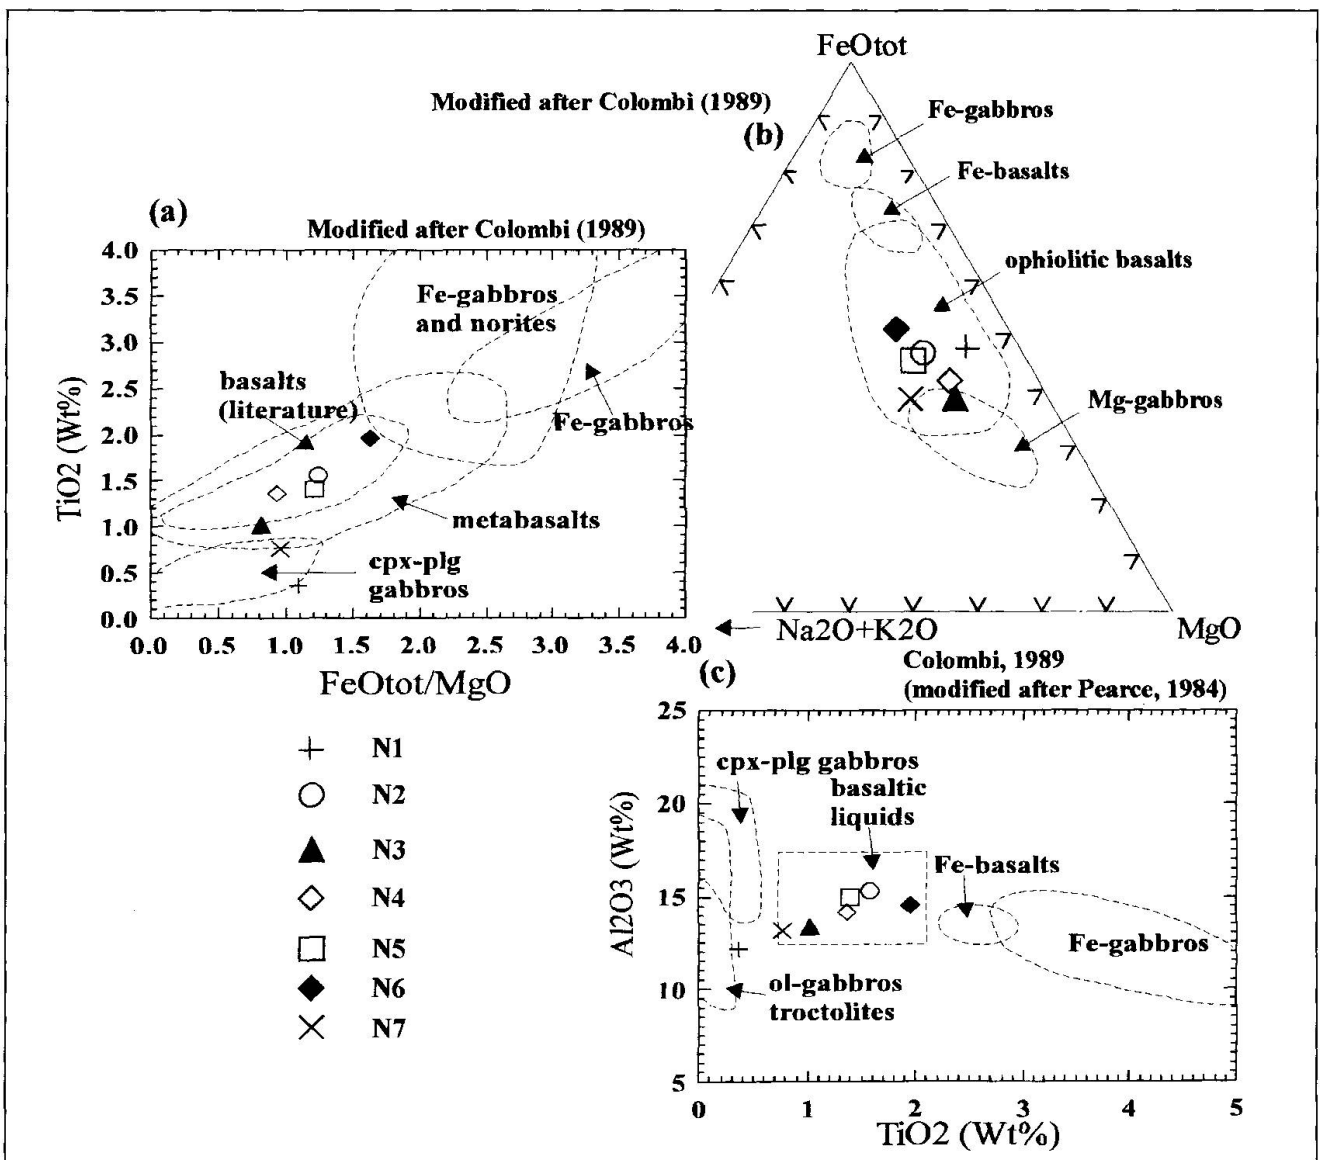 FeOtot
Modified after Colombi (1989)
(b)
Fe-gabbros
Fe-basalts
ophiolitic basalts
Mg-gabbros
Na2O+K2O
MgO
(a)
Modified after Colombi (1989)
4.0
3.5
3.0
2.5
2.0
1.5
1.0
0.5
0.0
TiO2 (Wt%)
Fe-gabbros
and norites
basalts
(literature)
Fe-gabbros
metabasalts
cpx-plg
gabbros
0.0 0.5 1.0 1.5 2.0 2.5 3.0 3.5 4.0
FeOtot/MgO
N1
N2
N3
N4
N5
N6
N7
(c)
Colombi, 1989
(modified after Pearce, 1984)
25
20
15
10
5
Al2O3 (Wt%)
cpx-plg gabbros
basaltic
liquids
Fe-basalts
Fe-gabbros
ol-gabbros
troctolites
0 1 2 3 4 5
TiO2 (Wt%)